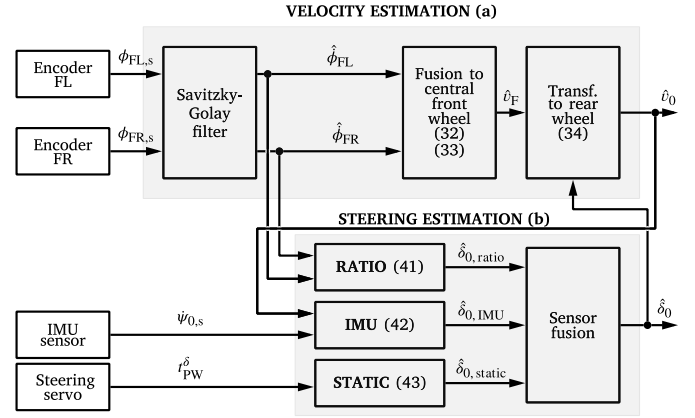 VELOCITY ESTIMATION (a)
Encoder
FL
ϕFL,s
Encoder
FR
ϕFR,s
Savitzky-
Golay
filter
ϕ̂̇FL
ϕ̂̇FR
Fusion to
central
front
wheel
(32)
(33)
v̂F
Transf.
to rear
wheel
(34)
v̂0
STEERING ESTIMATION (b)
RATIO (41)
δ̂̂0, ratio
IMU
sensor
ψ̇0,s
IMU (42)
δ̂̂0, IMU
Sensor
fusion
δ̂̂0
Steering
servo
tδPW
STATIC (43)
δ̂̂0, static